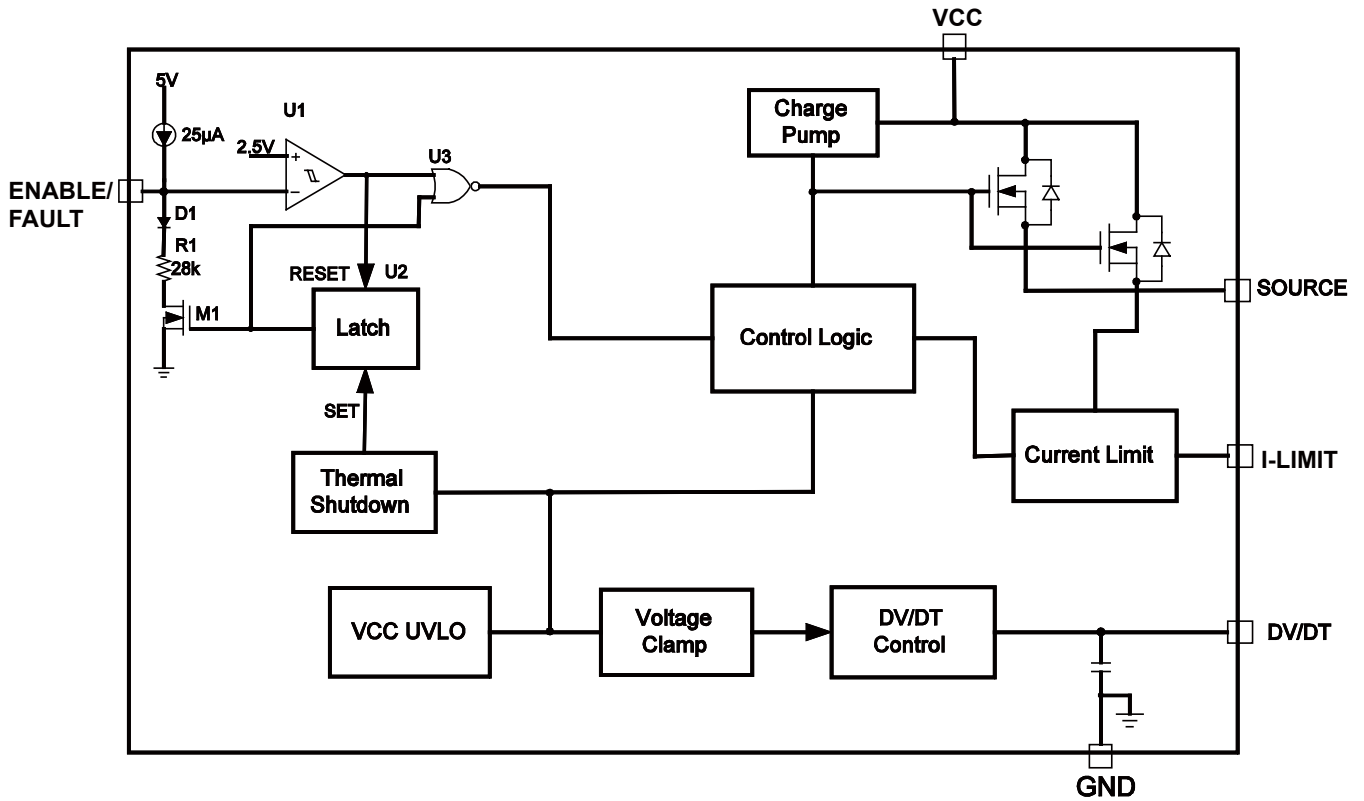 VCC
5V
U1
Charge
Pump
25µA
2.5V
+
U3
ENABLE/
FAULT
−
D1
R1
28k
RESET
U2
SOURCE
M1
Latch
Control Logic
SET
Current Limit
I-LIMIT
Thermal
Shutdown
VCC UVLO
Voltage
Clamp
DV/DT
Control
DV/DT
GND